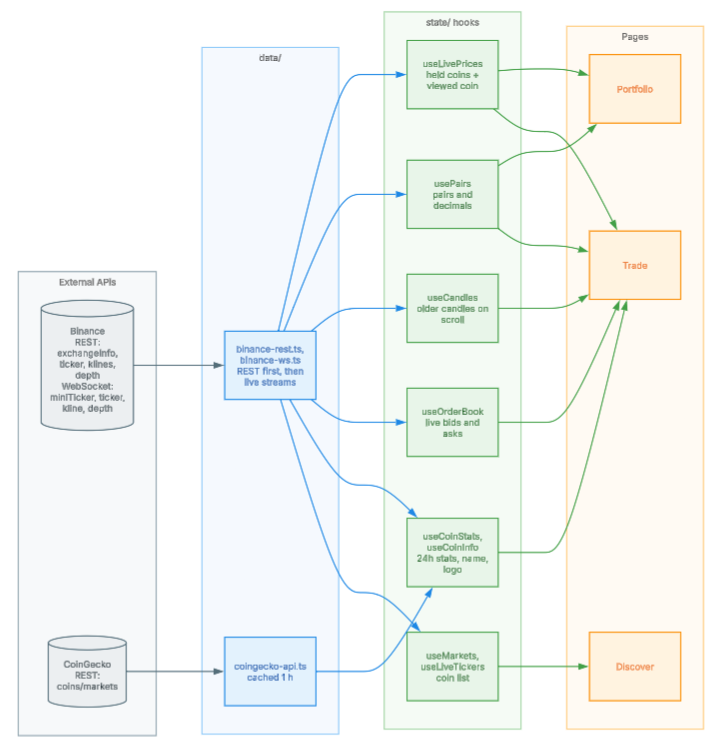 External APIs
Binance
REST:
exchangeInfo,
ticker, klines,
depth
WebSocket:
miniTicker, ticker,
kline, depth
CoinGecko
REST:
coins/markets
data/
binance-rest.ts,
binance-ws.ts
REST first, then
live streams
coingecko-api.ts
cached 1 h
state/ hooks
useLivePrices
held coins +
viewed coin
usePairs
pairs and
decimals
useCandles
older candles on
scroll
useOrderBook
live bids and
asks
useCoinStats,
useCoinInfo
24h stats, name,
logo
useMarkets,
useLiveTickers
coin list
Pages
Portfolio
Trade
Discover